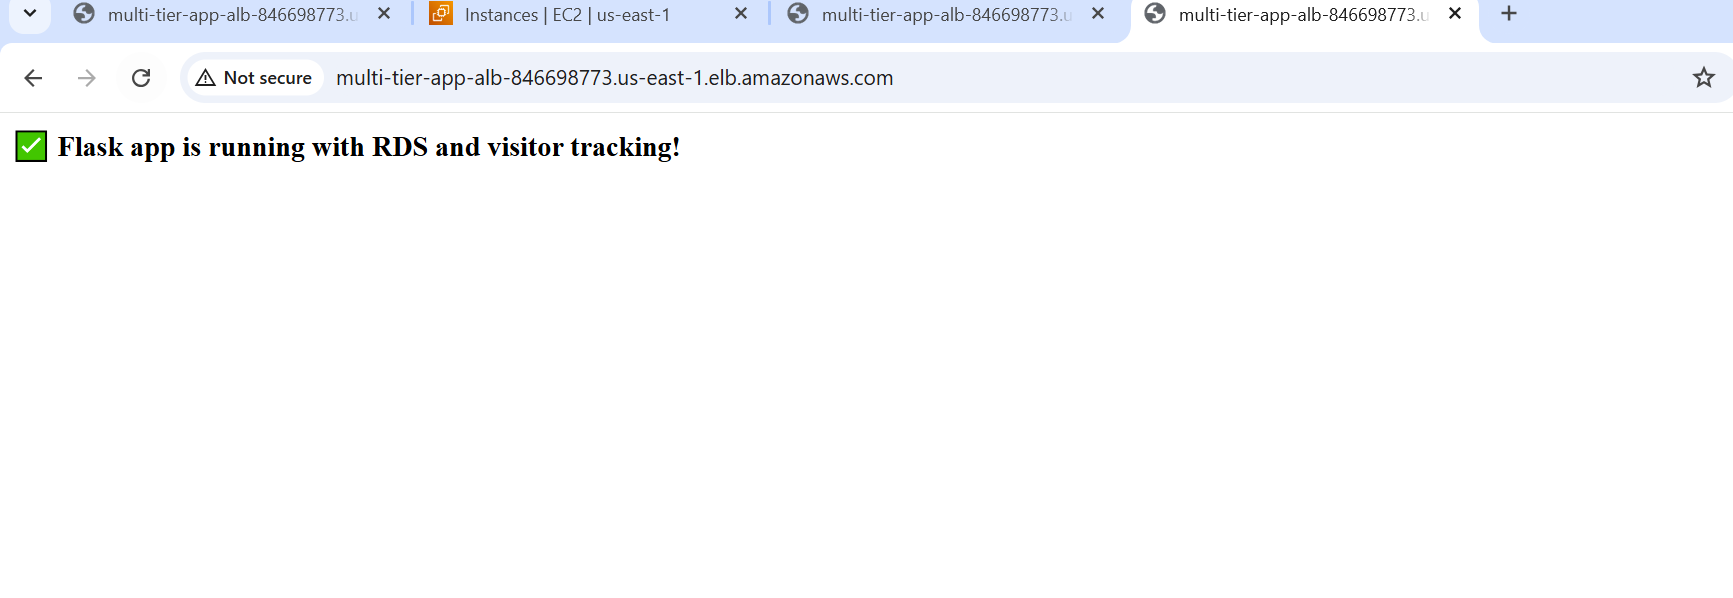 multi-tier-app-alb-846698773.u
Instances | EC2 | us-east-1
multi-tier-app-alb-846698773.u
multi-tier-app-alb-846698773.u
Not secure
multi-tier-app-alb-846698773.us-east-1.elb.amazonaws.com
✅ Flask app is running with RDS and visitor tracking!